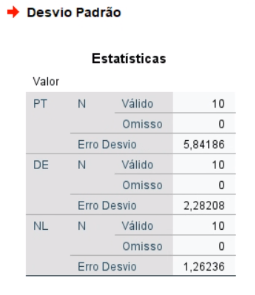 Desvio Padrão
Estatísticas
Valor
PT N Válido 10
Omisso 0
Erro Desvio 5,84186
DE N Válido 10
Omisso 0
Erro Desvio 2,28208
NL N Válido 10
Omisso 0
Erro Desvio 1,26236